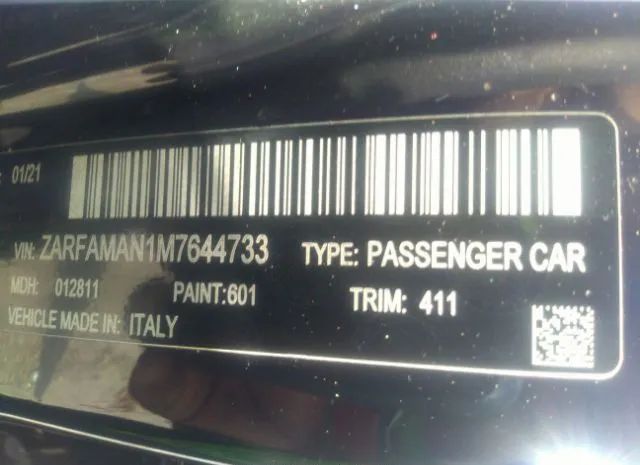 : 01/21
VIN: ZARFAMAN1M7644733 TYPE: PASSENGER CAR
MDH: 012811 PAINT:601 TRIM: 411
VEHICLE MADE IN: ITALY